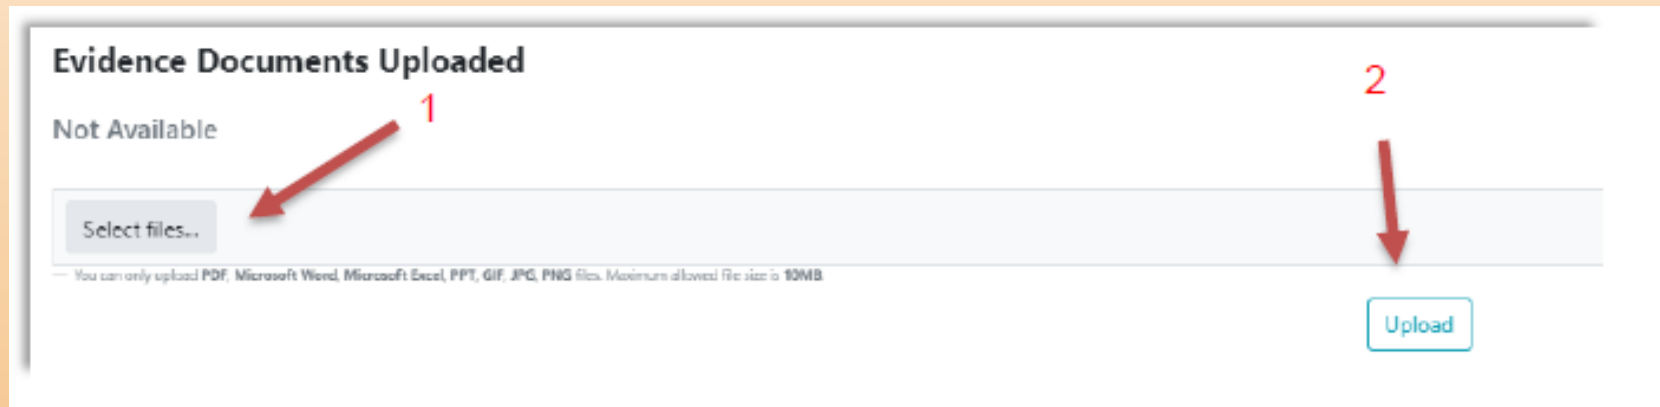 Evidence Documents Uploaded
1
2
Not Available
Select files...
— You can only upload PDF, Microsoft Word, Microsoft Excel, PPT, GIF, JPG, PNG files. Maximum allowed file size is 10MB.
Upload